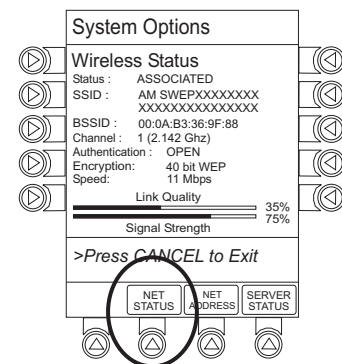 System Options
Wireless Status
Status : ASSOCIATED
SSID : AM SWEPXXXXXXXX
XXXXXXXXXXXXXXX
BSSID : 00:0A:B3:36:9F:88
Channel : 1 (2.142 Ghz)
Authentication : OPEN
Encryption: 40 bit WEP
Speed: 11 Mbps
Link Quality
35%
75%
Signal Strength
>Press CANCEL to Exit
NET STATUS
NET ADDRESS
SERVER STATUS